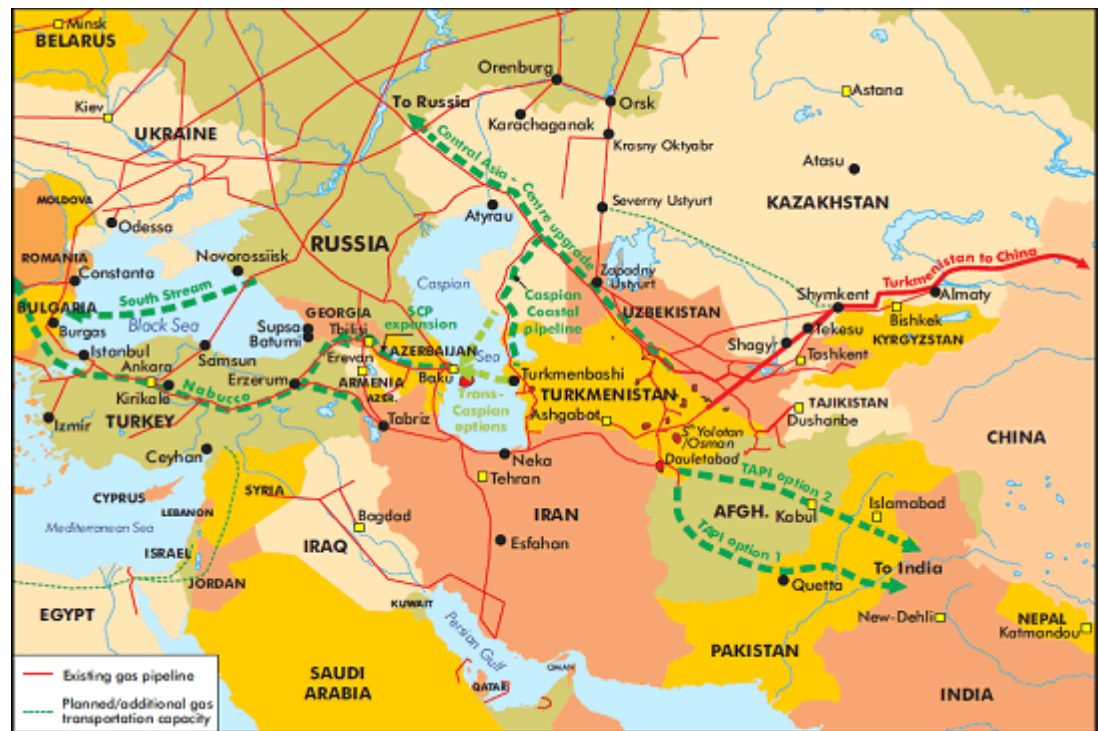 Minsk
BELARUS
Orenburg
To Russia
Orsk
Astana
Kiev
Karachaganak
UKRAINE
Krasny Oktyabr
Central Asia - Centre upgrade
Atasu
MOLDOVA
Severny Ustyurt
KAZAKHSTAN
Odessa
Atyrau
RUSSIA
ROMANIA
Novorossiisk
Constanta
Caspian
Zapadny
Ustyurt
Turkmenistan to China
South Stream
BULGARIA
SCP
expansion
Caspian
Coastal
pipeline
Shymkent
Almaty
Burgas
Black Sea
GEORGIA
Tbilisi
UZBEKISTAN
Bishkek
Supsa
Batumi
Tekesu
KYRGYZSTAN
Istanbul
Samsun
Erevan
AZERBAIJAN
Sea
Shagyr
Tashkent
Ankara
Erzerum
ARMENIA
Baku
Turkmenbashi
Kirikale
Nabucco
AZER.
Trans-
Caspian
options
TURKMENISTAN
TAJIKISTAN
Izmir
TURKEY
Tabriz
Ashgabat
Dushanbe
S Yolotan
/Osman
CHINA
Ceyhan
Neka
Dauletabad
CYPRUS
SYRIA
Tehran
TAPI option 2
LEBANON
Islamabad
Mediterranean Sea
Bagdad
IRAN
AFGH.
Kabul
IRAQ
Esfahan
ISRAEL
TAPI option 1
To India
JORDAN
Quetta
EGYPT
KUWAIT
New-Delhi
NEPAL
Katmandou
Persian Gulf
PAKISTAN
Existing gas pipeline
SAUDI
ARABIA
OMAN
QATAR
INDIA
Planned/additional gas
transportation capacity